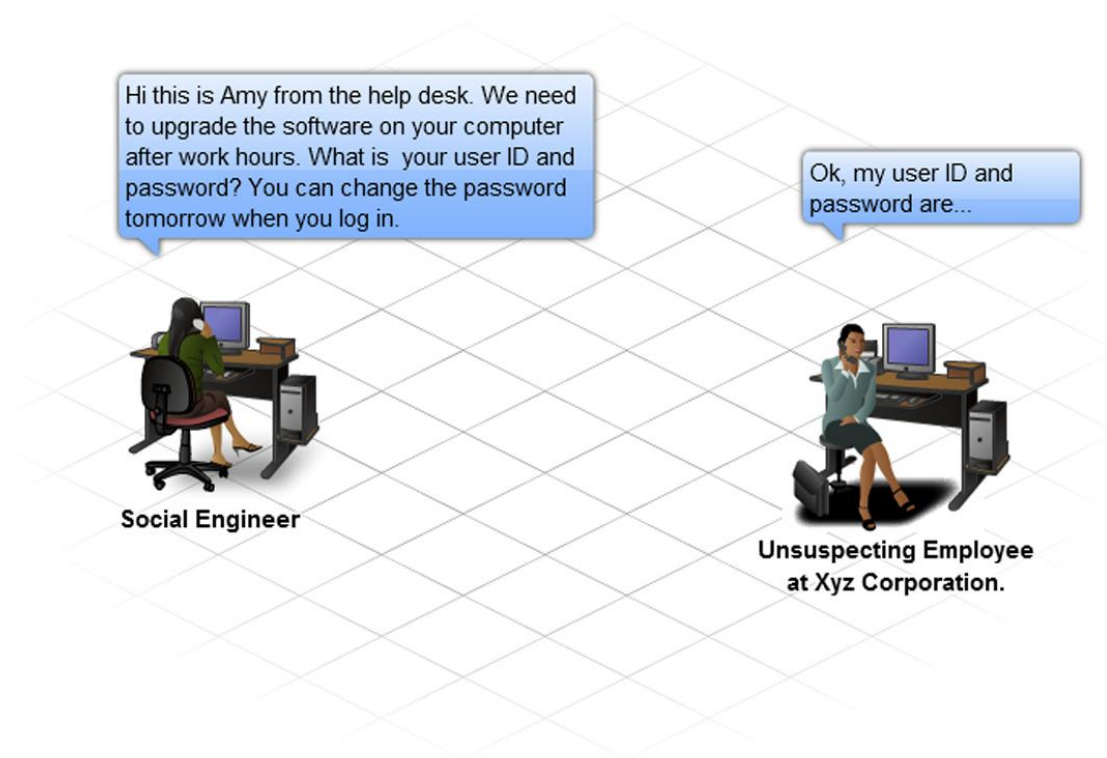 Hi this is Amy from the help desk. We need
to upgrade the software on your computer
after work hours. What is  your user ID and
password? You can change the password
tomorrow when you log in.
Ok, my user ID and
password are...
Social Engineer
Unsuspecting Employee
at Xyz Corporation.